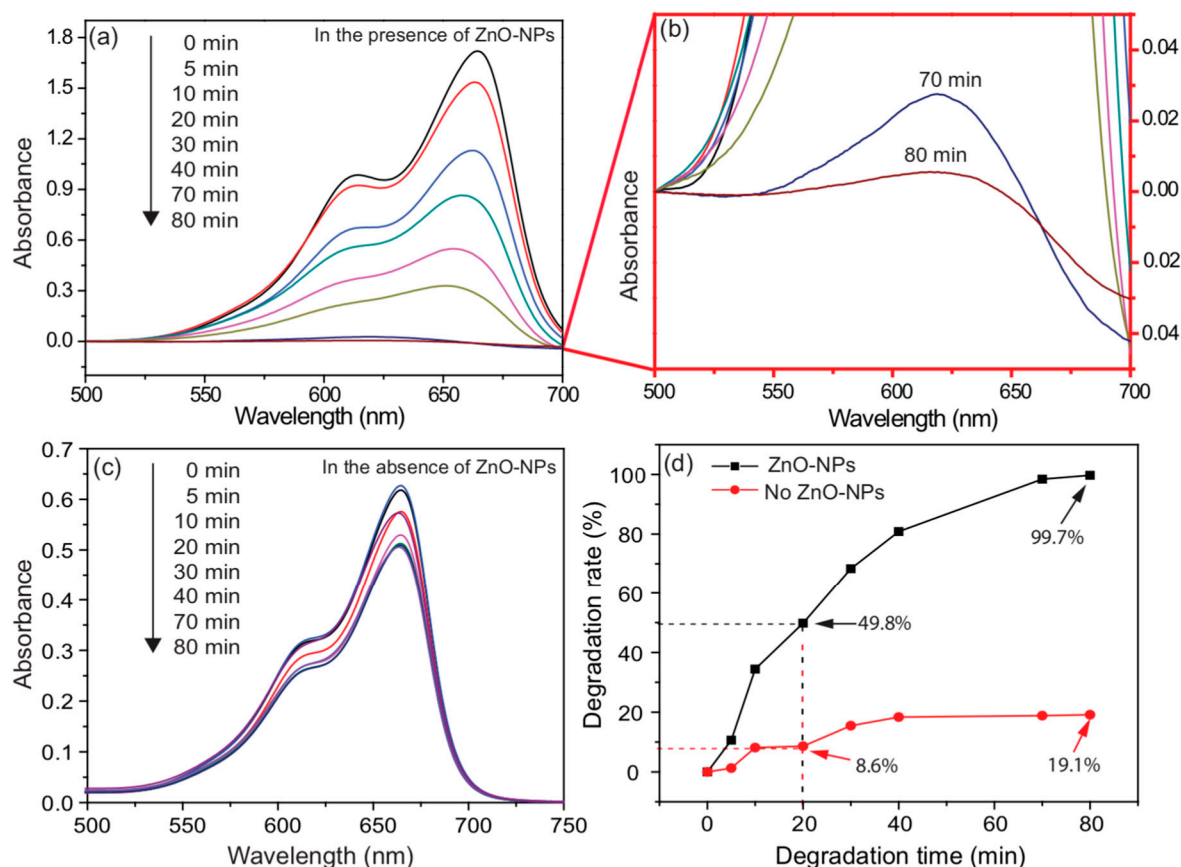 (a)
In the presence of ZnO-NPs
0 min
5 min
10 min
20 min
30 min
40 min
70 min
80 min
1.8
1.5
1.2
0.9
0.6
0.3
0.0
Absorbance
500
550
600
650
700
Wavelength (nm)
(b)
70 min
80 min
0.04
0.02
0.00
0.02
0.04
Absorbance
500
550
600
650
700
Wavelength (nm)
(c)
In the absence of ZnO-NPs
0 min
5 min
10 min
20 min
30 min
40 min
70 min
80 min
0.7
0.6
0.5
0.4
0.3
0.2
0.1
0.0
Absorbance
500
550
600
650
700
750
Wavelength (nm)
(d)
ZnO-NPs
No ZnO-NPs
99.7%
49.8%
8.6%
19.1%
100
80
60
40
20
0
Degradation rate (%)
0
20
40
60
80
Degradation time (min)